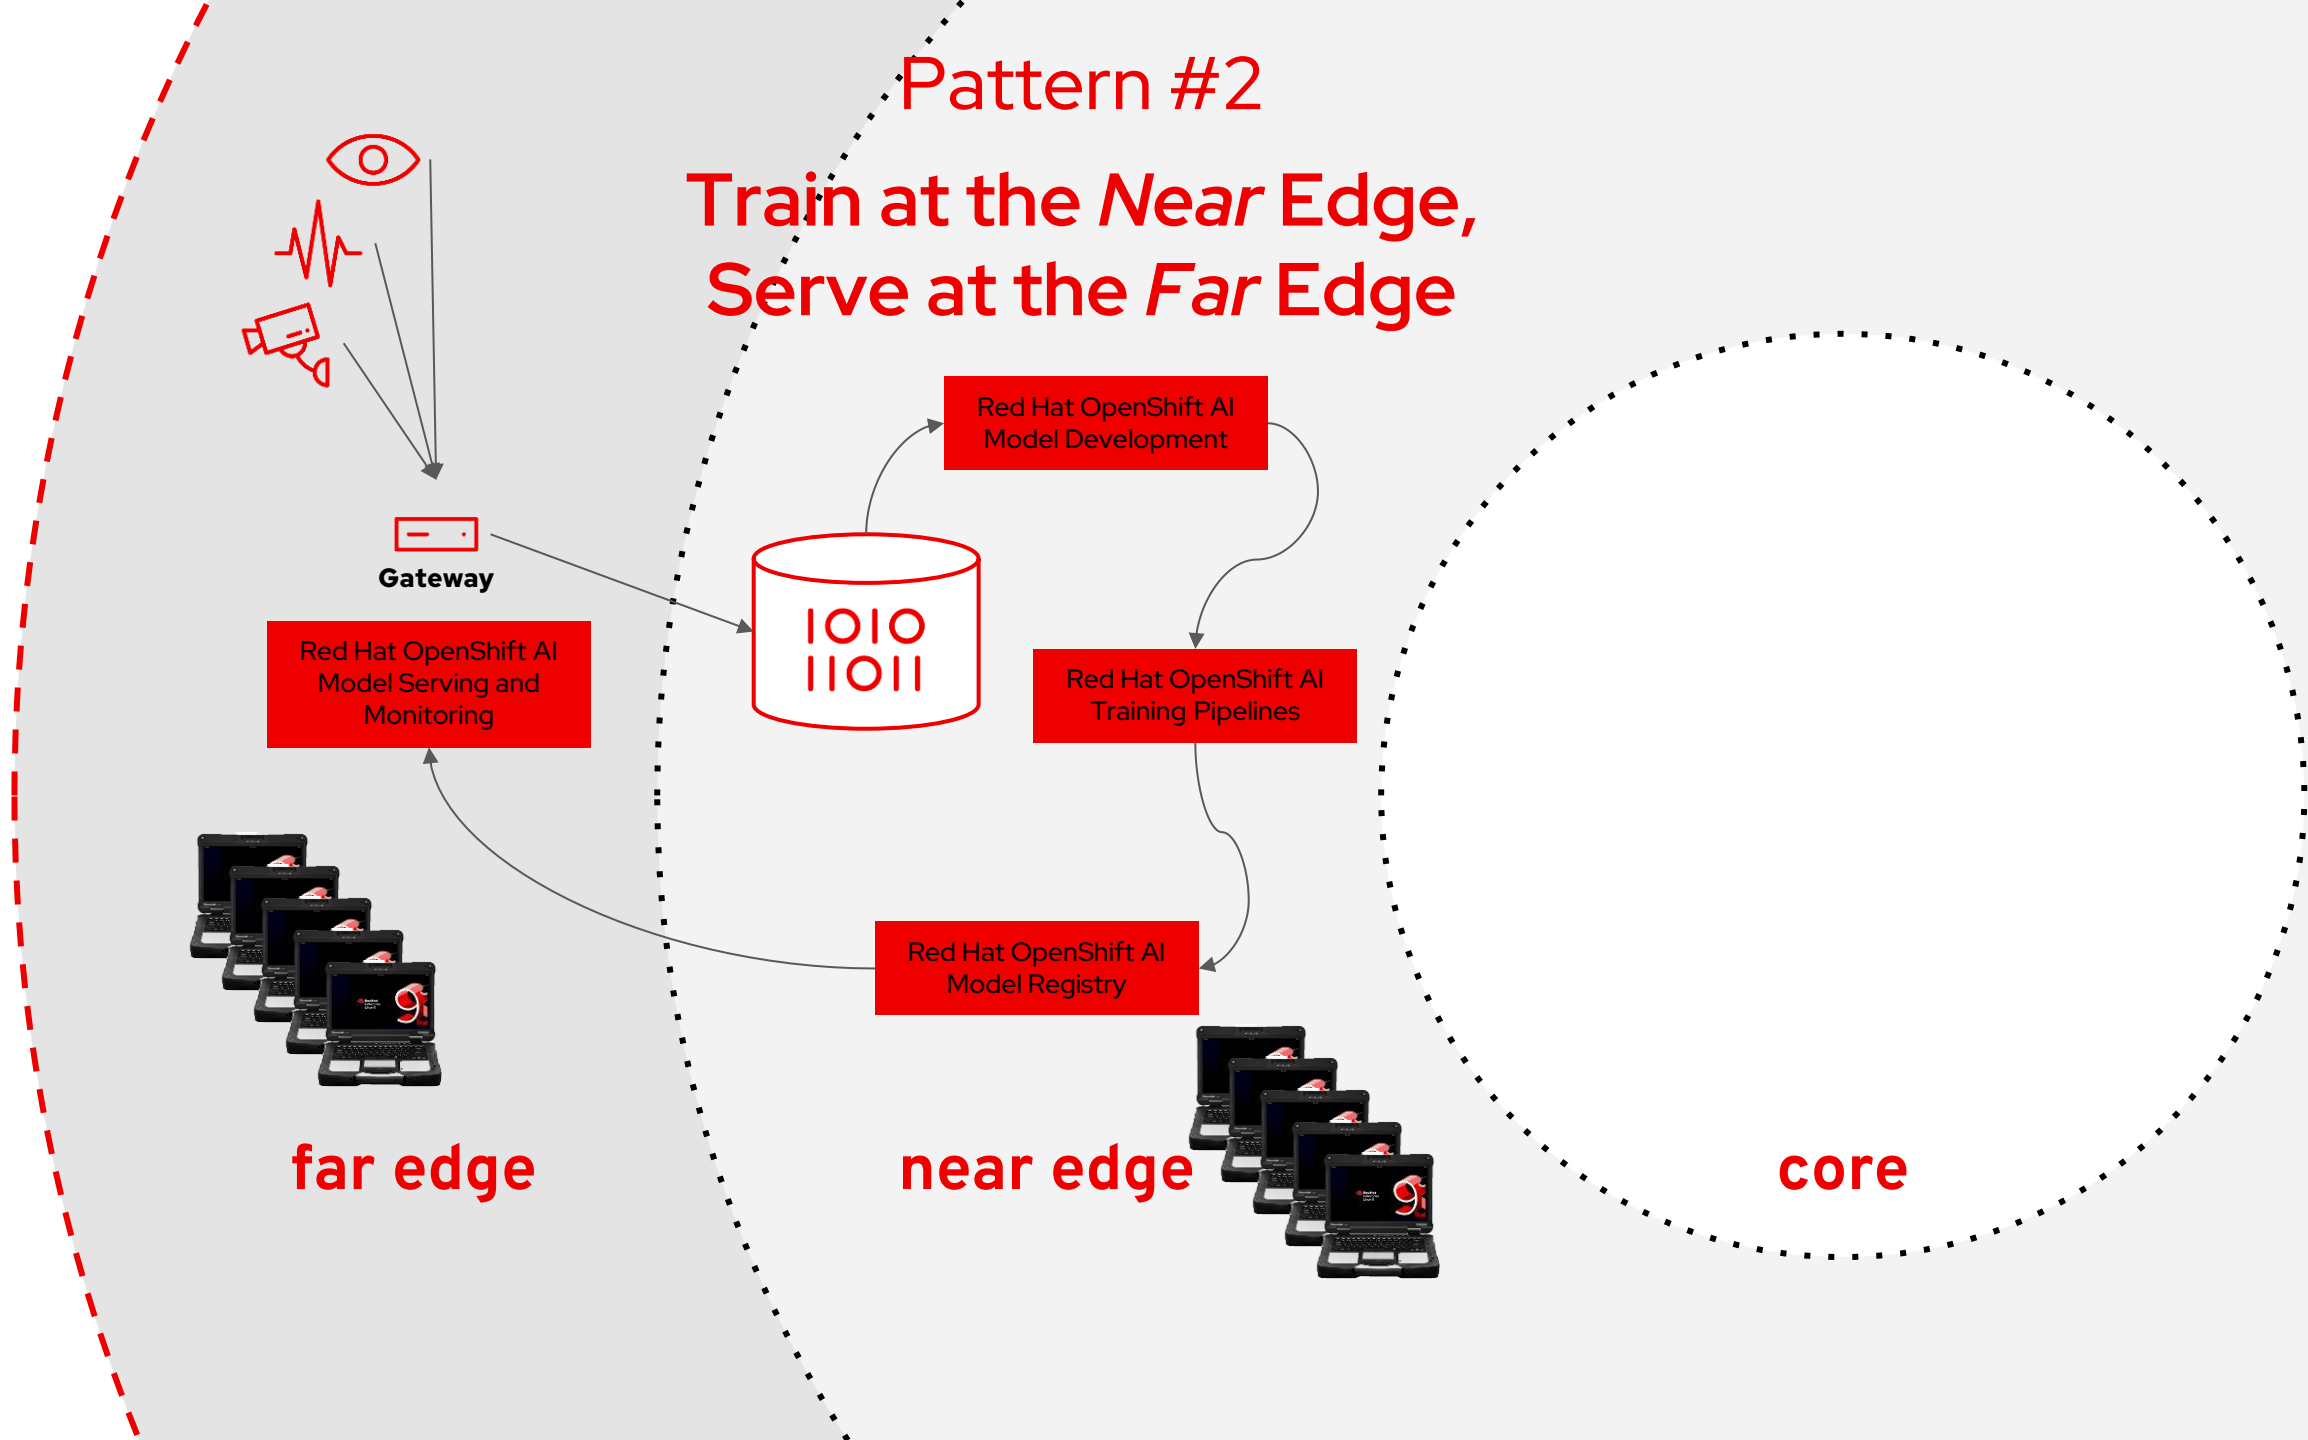 Pattern #2
Train at the Near Edge,
Serve at the Far Edge
Red Hat OpenShift AI
Model Development
Gateway
1010
11011
Red Hat OpenShift AI
Model Serving and
Monitoring
Red Hat OpenShift AI
Training Pipelines
Red Hat OpenShift AI
Model Registry
far edge
near edge
core